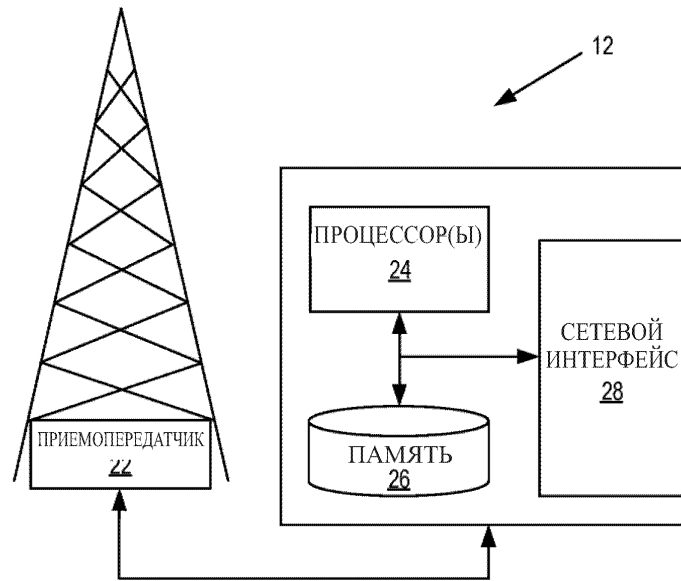 12
ПРОЦЕССОР(Ы)
24
СЕТЕВОЙ
ИНТЕРФЕЙС
28
ПРИЕМОПЕРЕДАТЧИК
22
ПАМЯТЬ
26